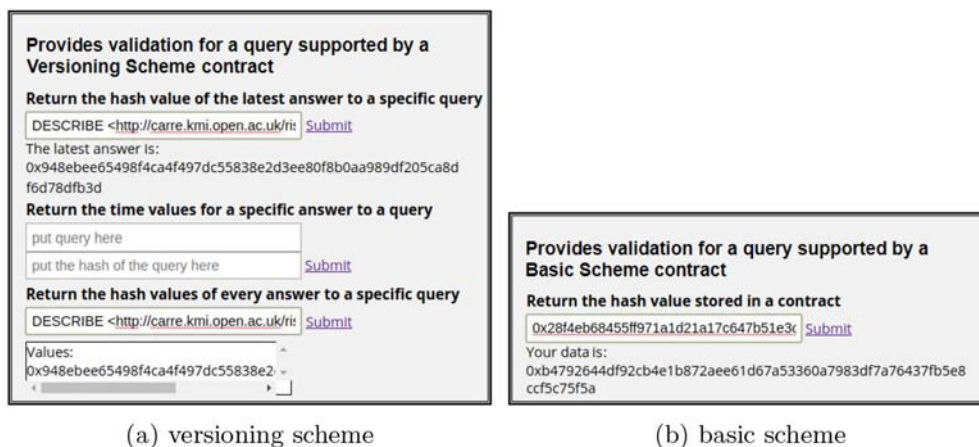 Provides validation for a query supported by a
Versioning Scheme contract
Return the hash value of the latest answer to a specific query
DESCRIBE <http://carre.kmi.open.ac.uk/ris Submit
The latest answer is:
0x948ebee65498f4ca4f497dc55838e2d3ee80f8b0aa989df205ca8d
f6d78dfb3d
Return the time values for a specific answer to a query
put query here
put the hash of the query here Submit
Return the hash values of every answer to a specific query
DESCRIBE <http://carre.kmi.open.ac.uk/ris Submit
Values:
0x948ebee65498f4ca4f497dc55838e2
(a) versioning scheme
Provides validation for a query supported by a
Basic Scheme contract
Return the hash value stored in a contract
0x28f4eb68455ff971a1d21a17c647b51e3c Submit
Your data is:
0xb4792644df92cb4e1b872aee61d67a53360a7983df7a76437fb5e8
ccf5c75f5a
(b) basic scheme